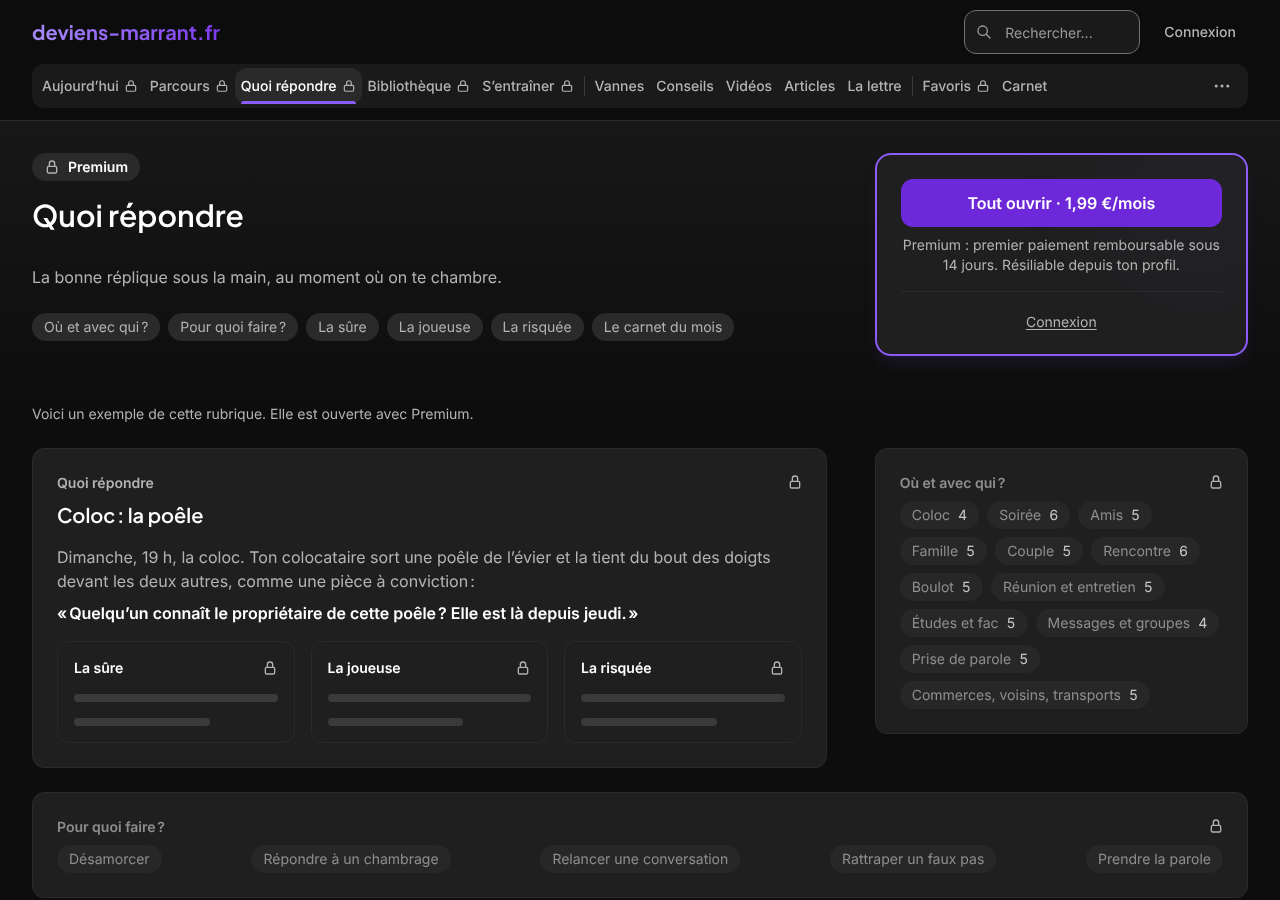 deviens-marrant.fr
Rechercher...
Connexion
Aujourd’hui
Parcours
Quoi répondre
Bibliothèque
S’entraîner
Vannes
Conseils
Vidéos
Articles
La lettre
Favoris
Carnet
Premium
Quoi répondre
La bonne réplique sous la main, au moment où on te chambre.
Où et avec qui ?
Pour quoi faire ?
La sûre
La joueuse
La risquée
Le carnet du mois
Tout ouvrir · 1,99 €/mois
Premium : premier paiement remboursable sous
14 jours. Résiliable depuis ton profil.
Connexion
Voici un exemple de cette rubrique. Elle est ouverte avec Premium.
Quoi répondre
Coloc : la poêle
Dimanche, 19 h, la coloc. Ton colocataire sort une poêle de l’évier et la tient du bout des doigts
devant les deux autres, comme une pièce à conviction :
« Quelqu’un connaît le propriétaire de cette poêle ? Elle est là depuis jeudi. »
La sûre
La joueuse
La risquée
Où et avec qui ?
Coloc 4
Soirée 6
Amis 5
Famille 5
Couple 5
Rencontre 6
Boulot 5
Réunion et entretien 5
Études et fac 5
Messages et groupes 4
Prise de parole 5
Commerces, voisins, transports 5
Pour quoi faire ?
Désamorcer
Répondre à un chambrage
Relancer une conversation
Rattraper un faux pas
Prendre la parole